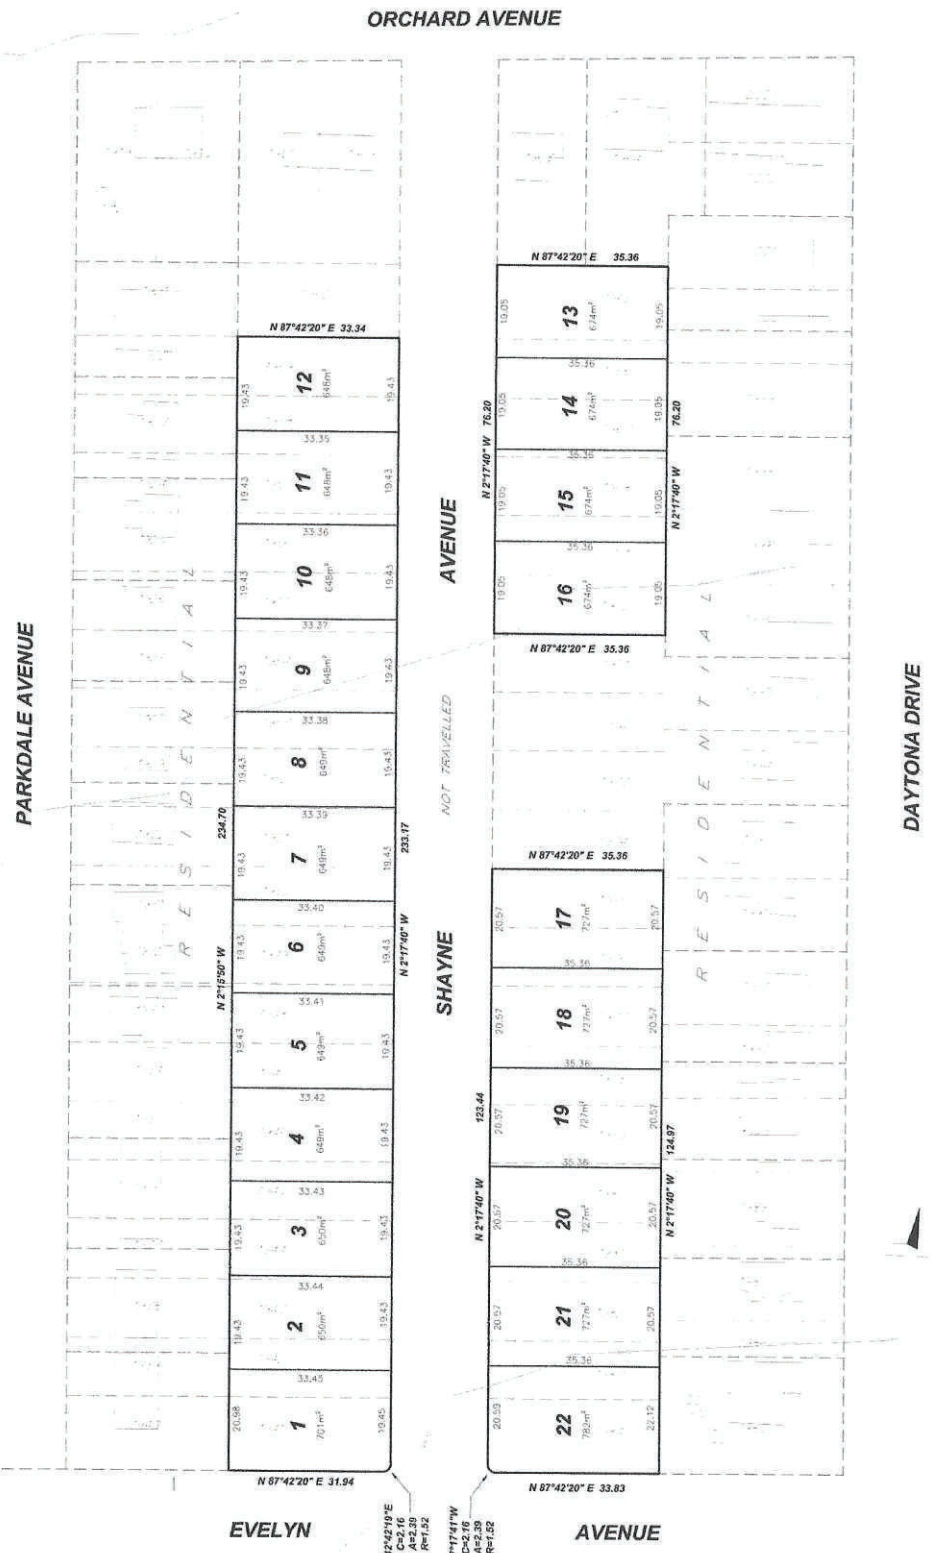 ORCHARD AVENUE
PARKDALE AVENUE
RESIDENTIAL
N 87°42'20" E 33.34
19.43
12
648m²
19.43
33.35
19.43
11
648m²
19.43
33.36
19.43
10
648m²
19.43
33.37
19.43
9
648m²
19.43
33.38
19.43
8
649m²
19.43
33.39
234.70
233.17
19.43
7
649m²
19.43
33.40
19.43
6
649m²
19.43
N 2°15'50" W
N 2°17'40" W
33.41
19.43
5
649m²
19.43
33.42
19.43
4
649m²
19.43
33.43
19.43
3
650m²
19.43
33.44
19.43
2
650m²
19.43
33.45
20.98
1
701m²
19.45
N 87°42'20" E 31.94
SHAYNE AVENUE
NOT TRAVELLED
N 87°42'20" E 35.36
19.05
13
674m²
19.05
35.36
N 2°17'40" W 76.20
19.05
14
674m²
19.05
76.20
N 2°17'40" W
35.36
19.05
15
674m²
19.05
35.36
19.05
16
674m²
19.05
N 87°42'20" E 35.36
N 87°42'20" E 35.36
20.57
17
727m²
20.57
35.36
20.57
18
727m²
20.57
35.36
N 2°17'40" W 123.44
20.57
19
727m²
20.57
124.97
N 2°17'40" W
35.36
20.57
20
727m²
20.57
35.36
20.57
21
727m²
20.57
35.36
20.59
22
782m²
22.12
N 87°42'20" E 33.83
RESIDENTIAL
DAYTONA DRIVE
C=2.16
A=2.39
R=1.52
C=2.16
A=2.39
R=1.52
EVELYN AVENUE